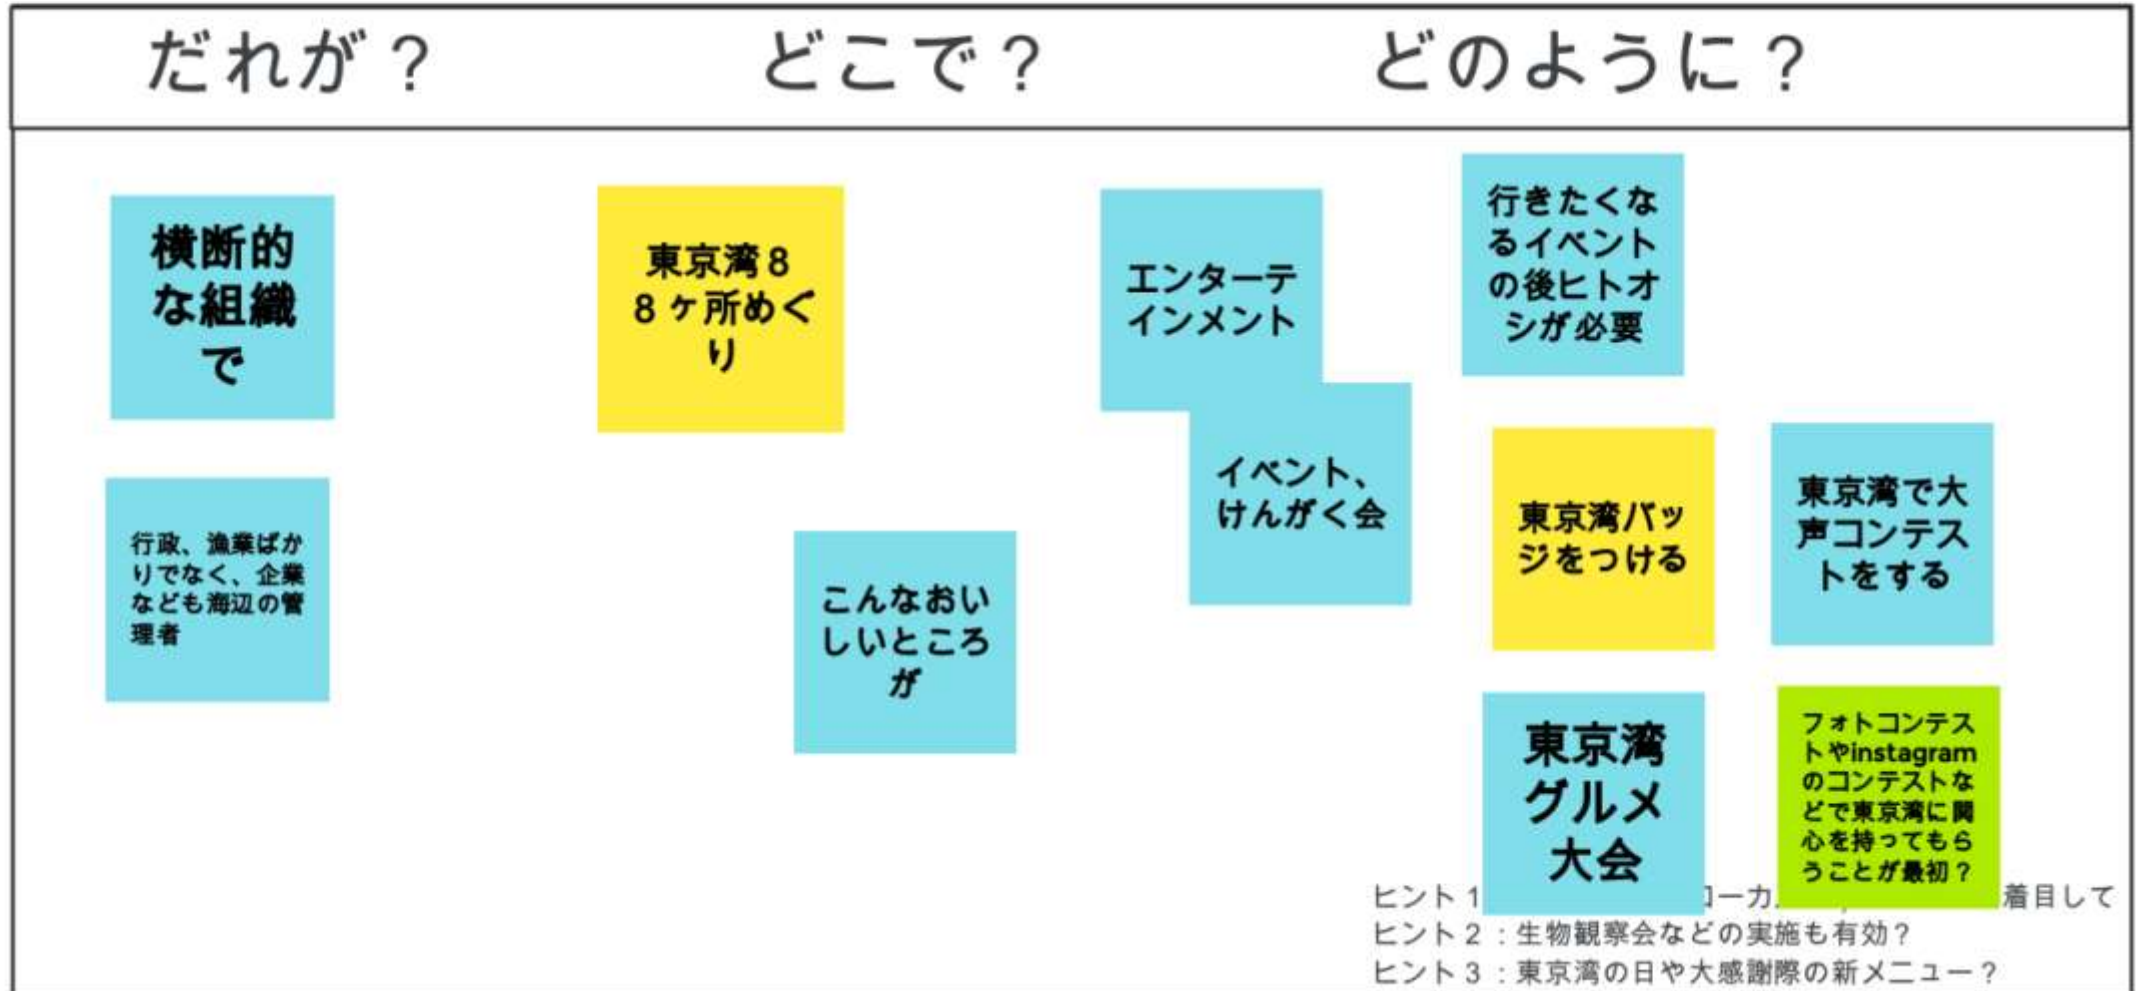 だれが？
どこで？
どのように？
横断的
な組織
で
行政、漁業ばか
りでなく、企業
なども海辺の管
理者
東京湾８
８ヶ所めぐ
り
こんなおい
しいところ
が
エンターテ
インメント
イベント、
けんがく会
行きたくな
るイベント
の後ヒトオ
シが必要
東京湾バッ
ジをつける
東京湾で大
声コンテス
トをする
東京湾
グルメ
大会
フォトコンテス
トやinstagram
のコンテストな
どで東京湾に関
心を持ってもら
うことが最初？
ヒント１ 着目して
ヒント２：生物観察会などの実施も有効？
ヒント３：東京湾の日や大感謝際の新メニュー？